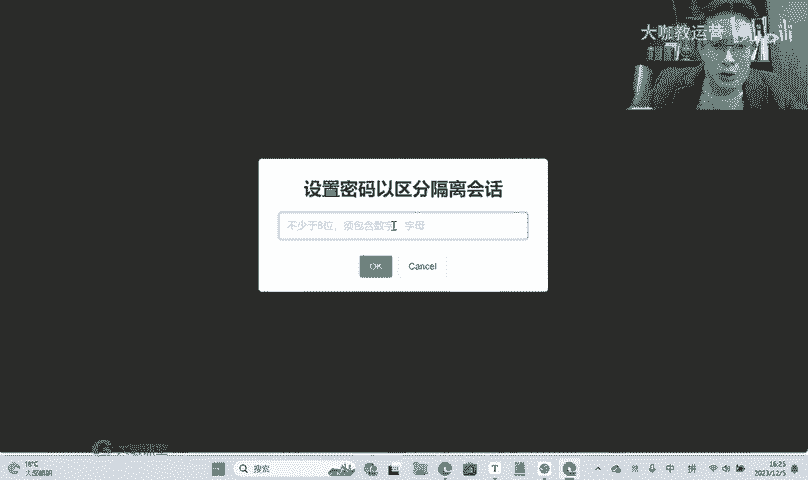 大咖教运营 bilibili
设置密码以区分隔离会话
不少于8位，须包含数字、字母
OK
Cancel
18°C
大部晴朗
搜索
中
拼
16:25
2023/12/5